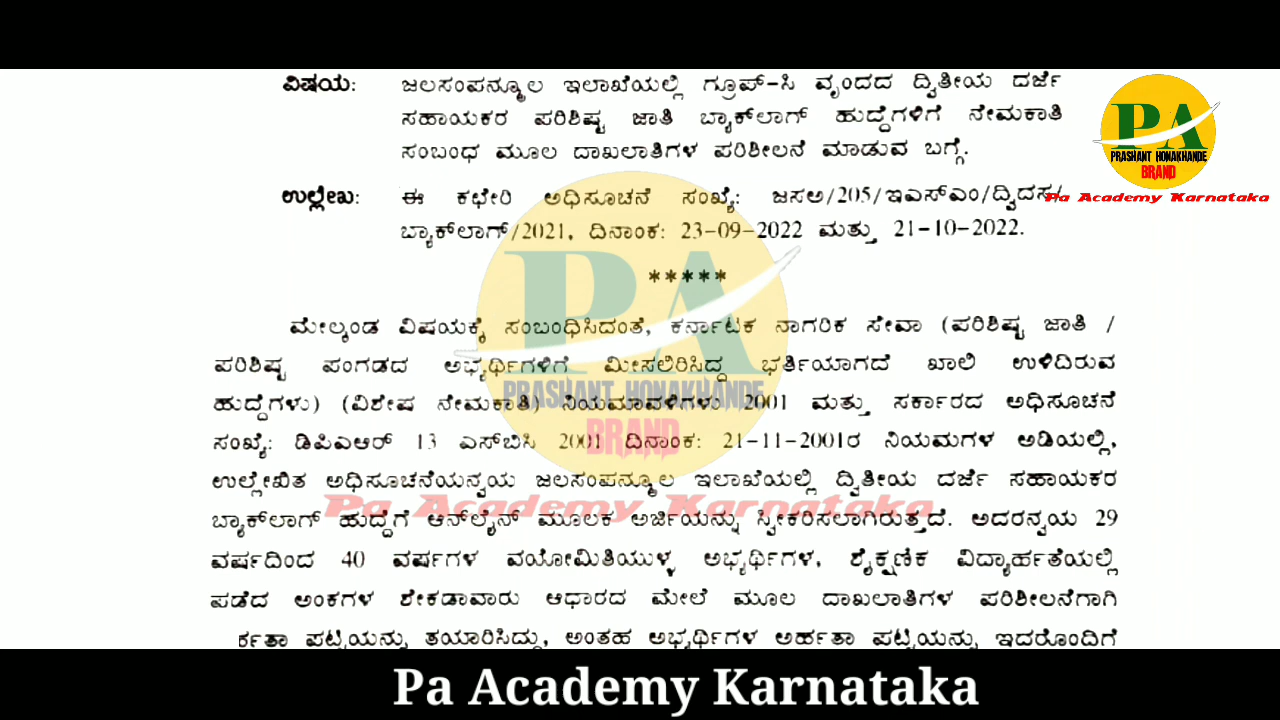 ವಿಷಯ: ಜಲಸಂಪನ್ಮೂಲ ಇಲಾಖೆಯಲ್ಲಿ ಗ್ರೂಪ್-ಸಿ ವೃಂದದ ದ್ವಿತೀಯ ದರ್ಜೆ
ಸಹಾಯಕರ ಪರಿಶಿಷ್ಟ ಜಾತಿ ಬ್ಯಾಕ್‌ಲಾಗ್ ಹುದ್ದೆಗಳಿಗೆ ನೇಮಕಾತಿ
ಸಂಬಂಧ ಮೂಲ ದಾಖಲಾತಿಗಳ ಪರಿಶೀಲನೆ ಮಾಡುವ ಬಗ್ಗೆ.
ಉಲ್ಲೇಖ: ಈ ಕಛೇರಿ ಅಧಿಸೂಚನೆ ಸಂಖ್ಯೆ: ಜಸಅ/205/ಇಎಸ್ಎಂ/ದ್ವಿದಸ/
ಬ್ಯಾಕ್‌ಲಾಗ್/2021, ದಿನಾಂಕ: 23-09-2022 ಮತ್ತು 21-10-2022.
*****
ಮೇಲ್ಕಂಡ ವಿಷಯಕ್ಕೆ ಸಂಬಂಧಿಸಿದಂತೆ, ಕರ್ನಾಟಕ ನಾಗರಿಕ ಸೇವಾ (ಪರಿಶಿಷ್ಟ ಜಾತಿ /
ಪರಿಶಿಷ್ಟ ಪಂಗಡದ ಅಭ್ಯರ್ಥಿಗಳಿಗೆ ಮೀಸಲಿರಿಸಿದ್ದ ಭರ್ತಿಯಾಗದೆ ಖಾಲಿ ಉಳಿದಿರುವ
ಹುದ್ದೆಗಳು) (ವಿಶೇಷ ನೇಮಕಾತಿ) ನಿಯಮಾವಳಿಗಳು 2001 ಮತ್ತು ಸರ್ಕಾರದ ಅಧಿಸೂಚನೆ
ಸಂಖ್ಯೆ: ಡಿಪಿಎಆರ್ 13 ಎಸ್‌ಬಿಸಿ 2001 ದಿನಾಂಕ: 21-11-2001ರ ನಿಯಮಗಳ ಅಡಿಯಲ್ಲಿ,
ಉಲ್ಲೇಖಿತ ಅಧಿಸೂಚನೆಯನ್ವಯ ಜಲಸಂಪನ್ಮೂಲ ಇಲಾಖೆಯಲ್ಲಿ ದ್ವಿತೀಯ ದರ್ಜೆ ಸಹಾಯಕರ
ಬ್ಯಾಕ್‌ಲಾಗ್ ಹುದ್ದೆಗೆ ಆನ್‌ಲೈನ್ ಮೂಲಕ ಅರ್ಜಿಯನ್ನು ಸ್ವೀಕರಿಸಲಾಗಿರುತ್ತದೆ. ಅದರನ್ವಯ 29
ವರ್ಷದಿಂದ 40 ವರ್ಷಗಳ ವಯೋಮಿತಿಯುಳ್ಳ ಅಭ್ಯರ್ಥಿಗಳ, ಶೈಕ್ಷಣಿಕ ವಿದ್ಯಾರ್ಹತೆಯಲ್ಲಿ
ಪಡೆದ ಅಂಕಗಳ ಶೇಕಡಾವಾರು ಆಧಾರದ ಮೇಲೆ ಮೂಲ ದಾಖಲಾತಿಗಳ ಪರಿಶೀಲನೆಗಾಗಿ
ರ್ಹತಾ ಪಟ್ಟಿಯನ್ನು ತಯಾರಿಸಿದ್ದು, ಅಂತಹ ಅಭ್ಯರ್ಥಿಗಳ ಅರ್ಹತಾ ಪಟ್ಟಿಯನ್ನು ಇದರೊಂದಿಗೆ
PA
PRASHANT HONAKHANDE
BRAND
Pa Academy Karnataka
PA
PRASHANT HONAKHANDE
BRAND
Pa Academy Karnataka
Pa Academy Karnataka